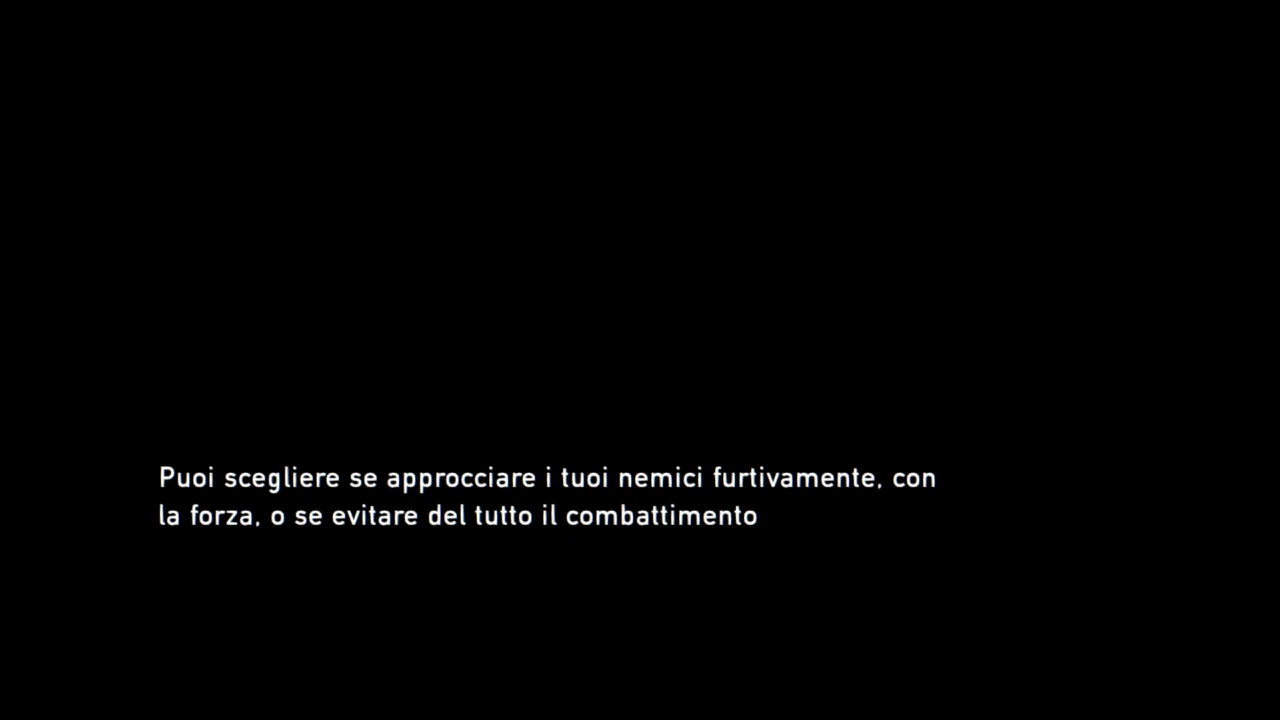 Puoi scegliere se approcciare i tuoi nemici furtivamente, con
la forza, o se evitare del tutto il combattimento